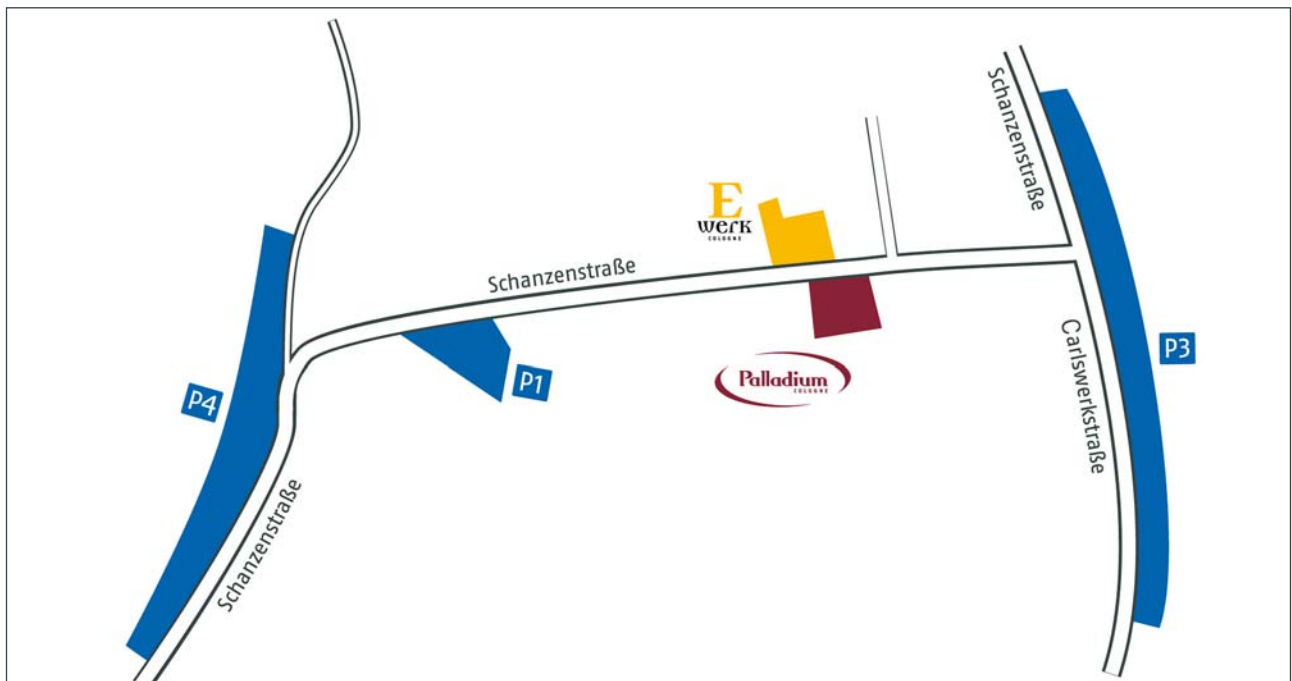 Schanzenstraße
E
Werk
COLOGNE
Schanzenstraße
P3
Carlswerkstraße
P1
Palladium
COLOGNE
P4
Schanzenstraße